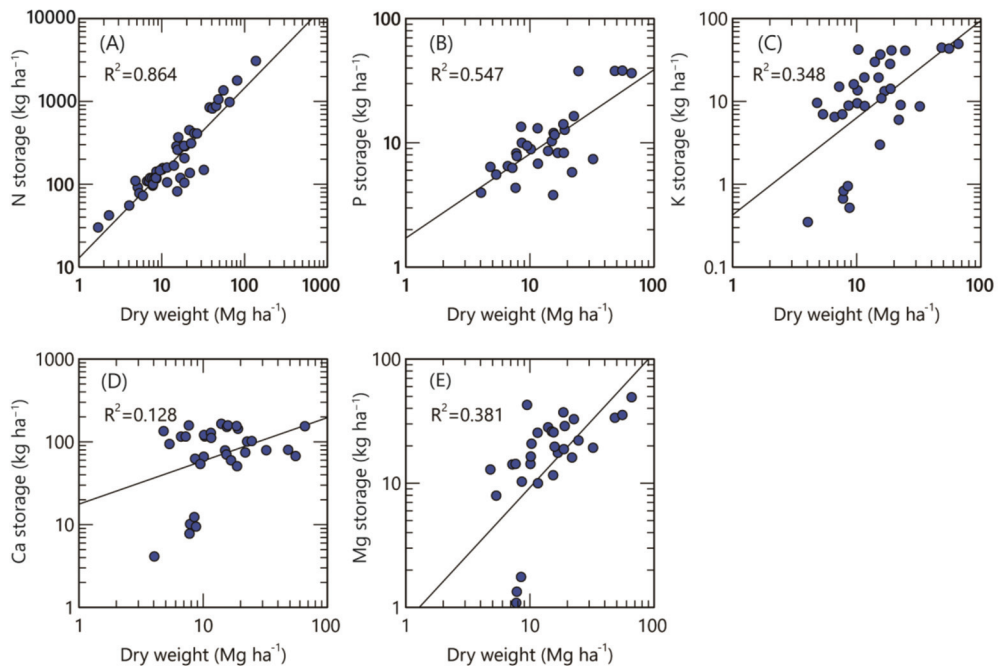 (A)
R²=0.864
N storage (kg ha⁻¹)
10000
1000
100
10
1 10 100 1000
Dry weight (Mg ha⁻¹)
(B)
R²=0.547
P storage (kg ha⁻¹)
100
10
1
1 10 100
Dry weight (Mg ha⁻¹)
(C)
R²=0.348
K storage (kg ha⁻¹)
100
10
1
0.1
1 10 100
Dry weight (Mg ha⁻¹)
(D)
R²=0.128
Ca storage (kg ha⁻¹)
1000
100
10
1
1 10 100
Dry weight (Mg ha⁻¹)
(E)
R²=0.381
Mg storage (kg ha⁻¹)
100
10
1
1 10 100
Dry weight (Mg ha⁻¹)